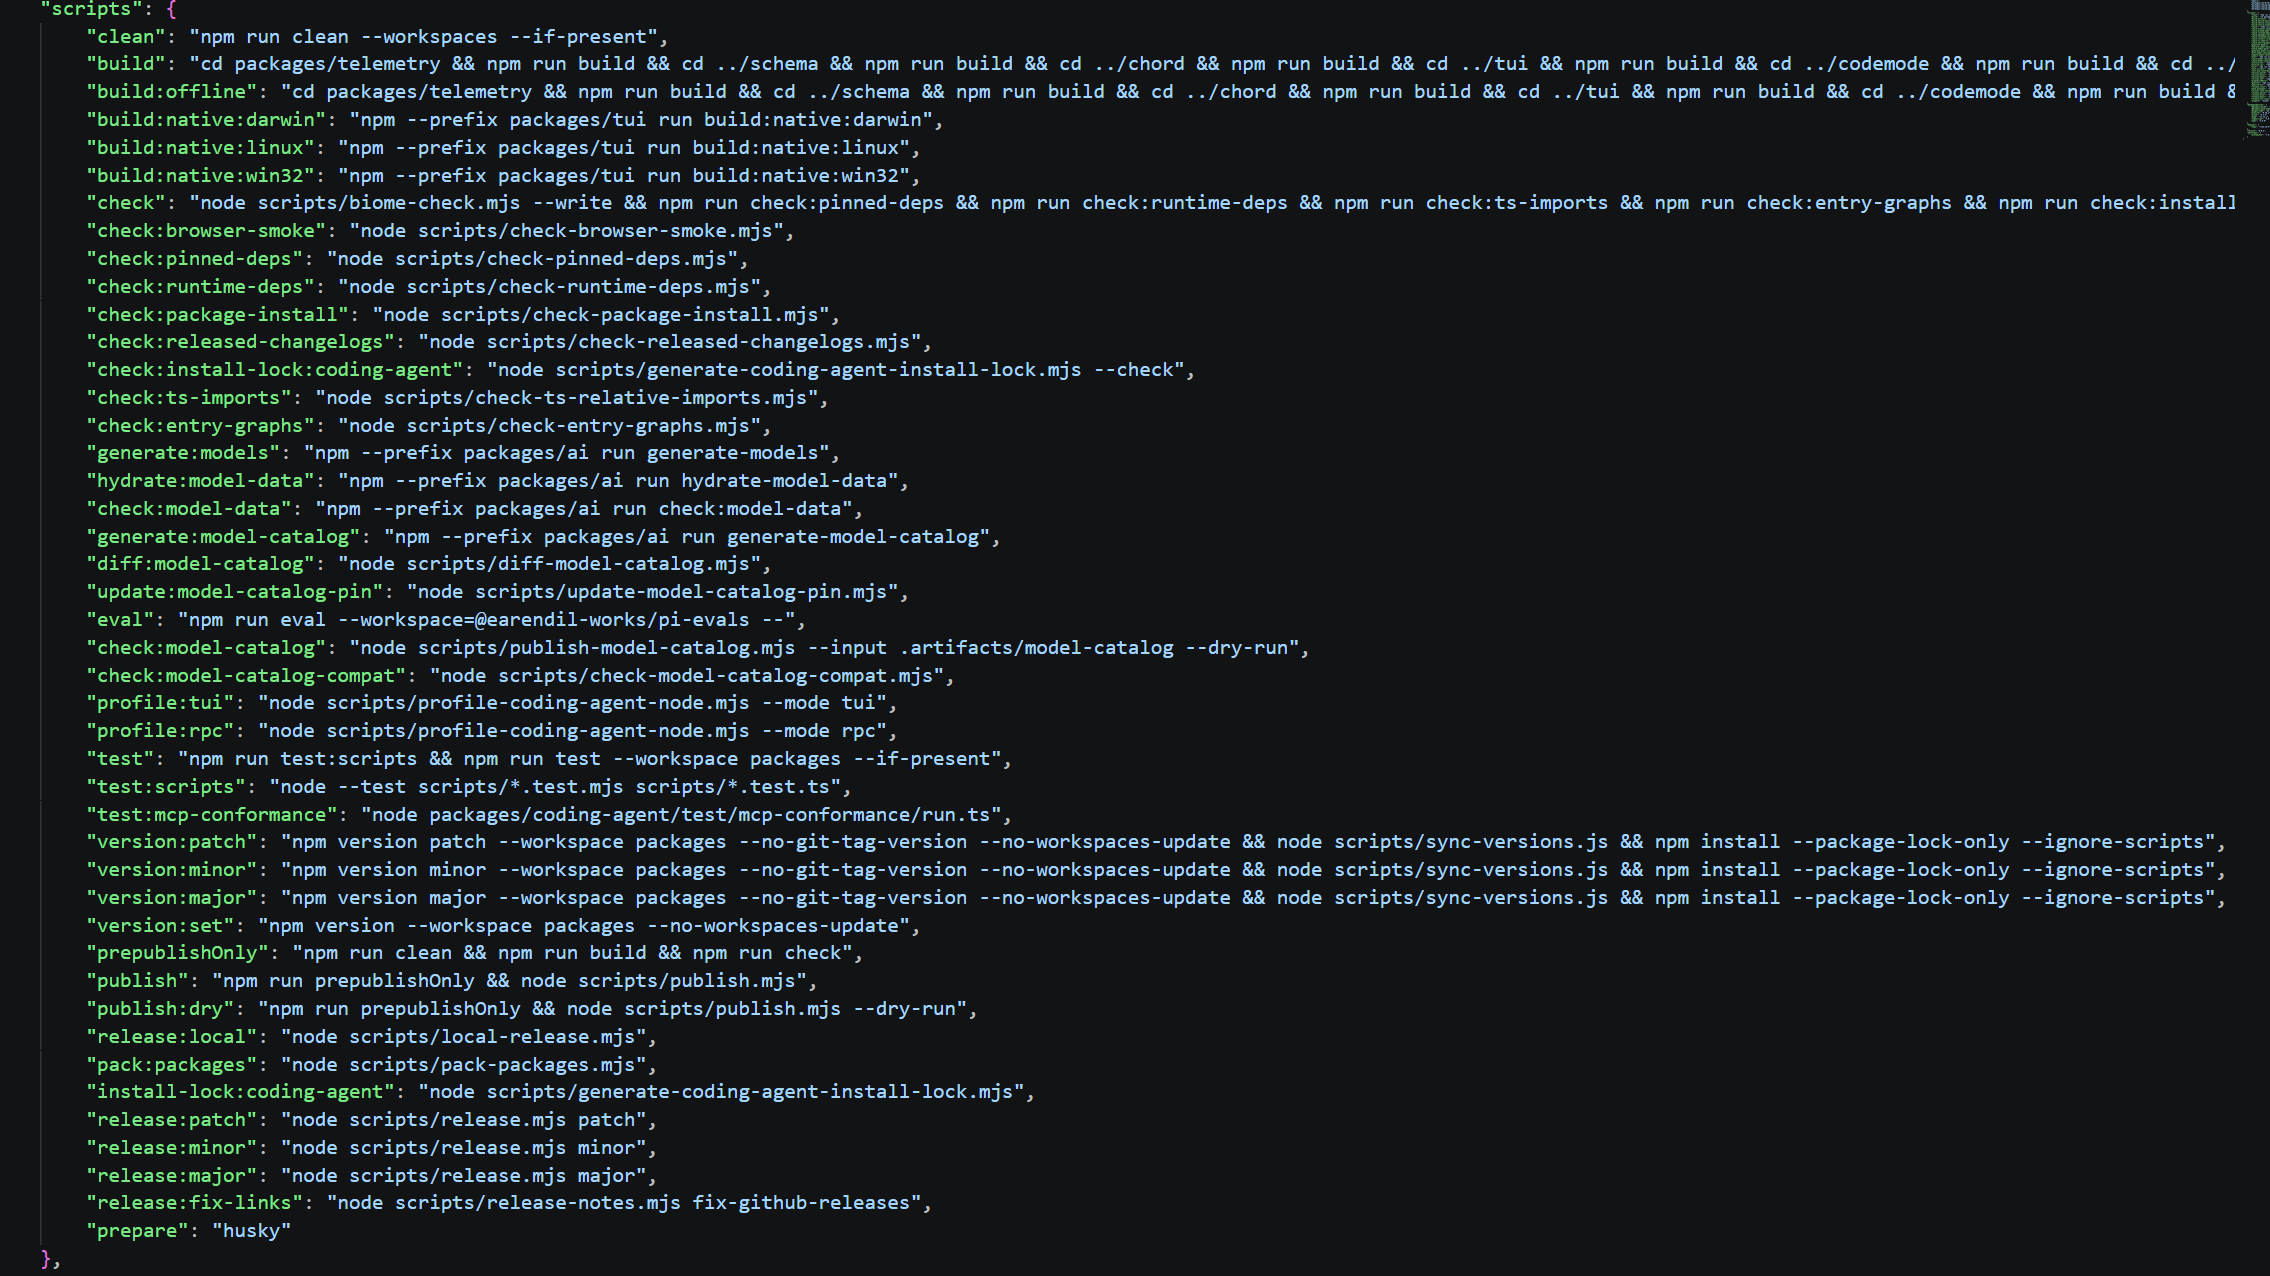 "scripts": {
"clean": "npm run clean --workspaces --if-present",
"build": "cd packages/telemetry && npm run build && cd ../schema && npm run build && cd ../chord && npm run build && cd ../tui && npm run build && cd ../codemode && npm run build && cd ../
"build:offline": "cd packages/telemetry && npm run build && cd ../schema && npm run build && cd ../chord && npm run build && cd ../tui && npm run build && cd ../codemode && npm run build &
"build:native:darwin": "npm --prefix packages/tui run build:native:darwin",
"build:native:linux": "npm --prefix packages/tui run build:native:linux",
"build:native:win32": "npm --prefix packages/tui run build:native:win32",
"check": "node scripts/biome-check.mjs --write && npm run check:pinned-deps && npm run check:runtime-deps && npm run check:ts-imports && npm run check:entry-graphs && npm run check:install
"check:browser-smoke": "node scripts/check-browser-smoke.mjs",
"check:pinned-deps": "node scripts/check-pinned-deps.mjs",
"check:runtime-deps": "node scripts/check-runtime-deps.mjs",
"check:package-install": "node scripts/check-package-install.mjs",
"check:released-changelogs": "node scripts/check-released-changelogs.mjs",
"check:install-lock:coding-agent": "node scripts/generate-coding-agent-install-lock.mjs --check",
"check:ts-imports": "node scripts/check-ts-relative-imports.mjs",
"check:entry-graphs": "node scripts/check-entry-graphs.mjs",
"generate:models": "npm --prefix packages/ai run generate-models",
"hydrate:model-data": "npm --prefix packages/ai run hydrate-model-data",
"check:model-data": "npm --prefix packages/ai run check:model-data",
"generate:model-catalog": "npm --prefix packages/ai run generate-model-catalog",
"diff:model-catalog": "node scripts/diff-model-catalog.mjs",
"update:model-catalog-pin": "node scripts/update-model-catalog-pin.mjs",
"eval": "npm run eval --workspace=@earendil-works/pi-evals --",
"check:model-catalog": "node scripts/publish-model-catalog.mjs --input .artifacts/model-catalog --dry-run",
"check:model-catalog-compat": "node scripts/check-model-catalog-compat.mjs",
"profile:tui": "node scripts/profile-coding-agent-node.mjs --mode tui",
"profile:rpc": "node scripts/profile-coding-agent-node.mjs --mode rpc",
"test": "npm run test:scripts && npm run test --workspace packages --if-present",
"test:scripts": "node --test scripts/*.test.mjs scripts/*.test.ts",
"test:mcp-conformance": "node packages/coding-agent/test/mcp-conformance/run.ts",
"version:patch": "npm version patch --workspace packages --no-git-tag-version --no-workspaces-update && node scripts/sync-versions.js && npm install --package-lock-only --ignore-scripts",
"version:minor": "npm version minor --workspace packages --no-git-tag-version --no-workspaces-update && node scripts/sync-versions.js && npm install --package-lock-only --ignore-scripts",
"version:major": "npm version major --workspace packages --no-git-tag-version --no-workspaces-update && node scripts/sync-versions.js && npm install --package-lock-only --ignore-scripts",
"version:set": "npm version --workspace packages --no-workspaces-update",
"prepublishOnly": "npm run clean && npm run build && npm run check",
"publish": "npm run prepublishOnly && node scripts/publish.mjs",
"publish:dry": "npm run prepublishOnly && node scripts/publish.mjs --dry-run",
"release:local": "node scripts/local-release.mjs",
"pack:packages": "node scripts/pack-packages.mjs",
"install-lock:coding-agent": "node scripts/generate-coding-agent-install-lock.mjs",
"release:patch": "node scripts/release.mjs patch",
"release:minor": "node scripts/release.mjs minor",
"release:major": "node scripts/release.mjs major",
"release:fix-links": "node scripts/release-notes.mjs fix-github-releases",
"prepare": "husky"
},